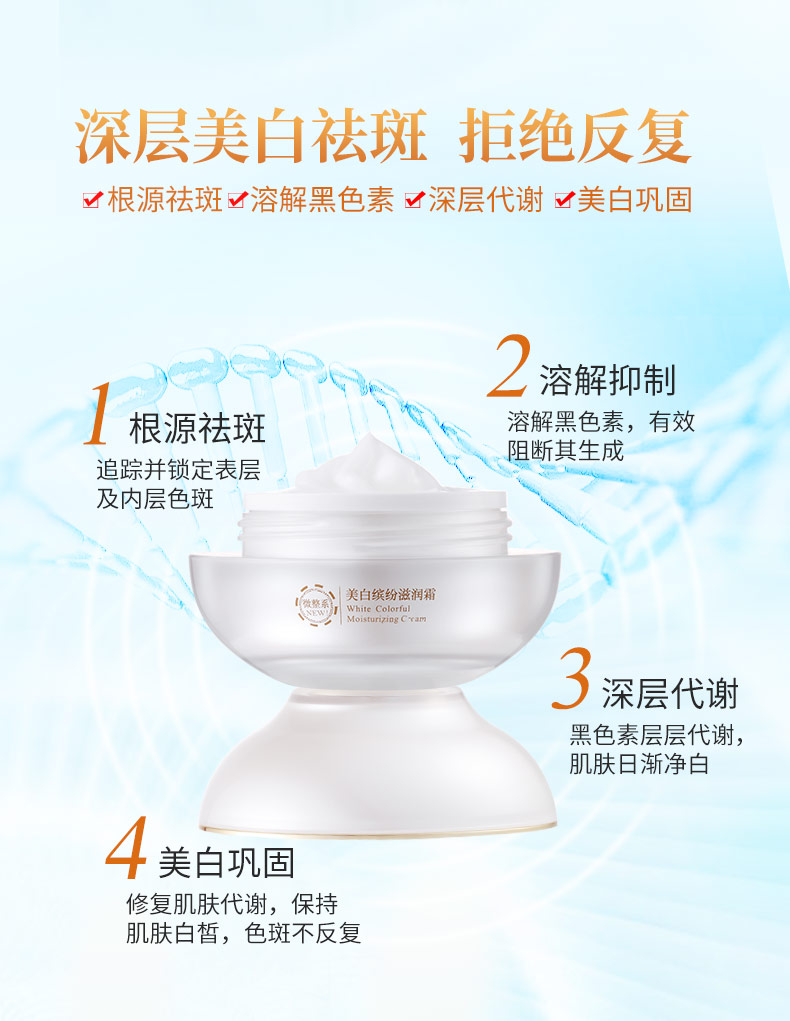 深层美白祛斑 拒绝反复
根源祛斑 溶解黑色素 深层代谢 美白巩固
1 根源祛斑
追踪并锁定表层
及内层色斑
2 溶解抑制
溶解黑色素，有效
阻断其生成
微整系
NEW!
美白缤纷滋润霜
White Colorful
Moisturizing Cream
3 深层代谢
黑色素层层代谢，
肌肤日渐净白
4 美白巩固
修复肌肤代谢，保持
肌肤白皙，色斑不反复